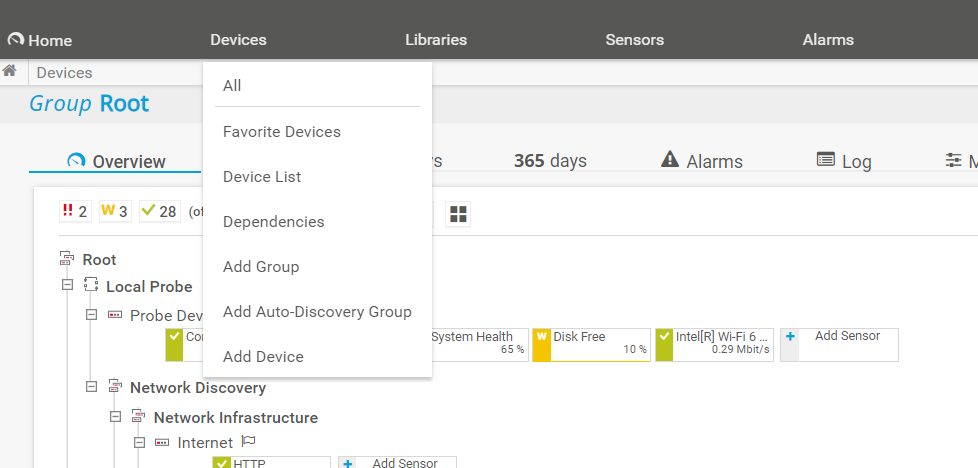 Home Devices Libraries Sensors Alarms
Devices
Group Root
All
Favorite Devices
Device List
Dependencies
Add Group
Add Auto-Discovery Group
Add Device
Overview 365 days Alarms Log
2 W 3 28 (of
Root
Local Probe
Probe Dev
System Health W Disk Free Intel[R] Wi-Fi 6 ... + Add Sensor
65 % 10 % 0.29 Mbit/s
Network Discovery
Network Infrastructure
Internet
HTTP + Add Sensor